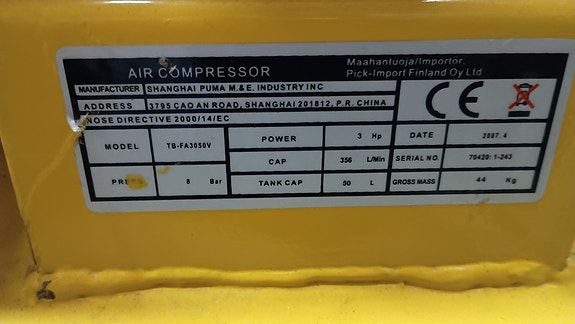 AIR COMPRESSOR
Maahantuoja/Importor:
Pick-Import Finland Oy Ltd
MANUFACTURER SHANGHAI PUMA M.& E. INDUSTRY INC
ADDRESS 3795 CAO AN ROAD, SHANGHAI 201812, P.R. CHINA
NOSE DIRECTIVE 2000/14/EC
CE
MODEL TB-FA3050V
POWER 3 Hp
DATE 2007.4
CAP 356 L/Min
SERIAL NO. 70420:1-243
PRESS 8 Bar
TANK CAP 50 L
GROSS MASS 44 Kg